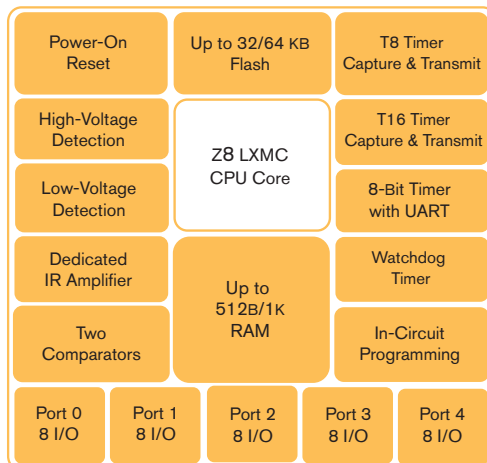 Power-On
Reset
Up to 32/64 KB
Flash
T8 Timer
Capture & Transmit
High-Voltage
Detection
Z8 LXMC
CPU Core
T16 Timer
Capture & Transmit
Low-Voltage
Detection
8-Bit Timer
with UART
Dedicated
IR Amplifier
Up to
512B/1K
RAM
Watchdog
Timer
Two
Comparators
In-Circuit
Programming
Port 0
8 I/O
Port 1
8 I/O
Port 2
8 I/O
Port 3
8 I/O
Port 4
8 I/O